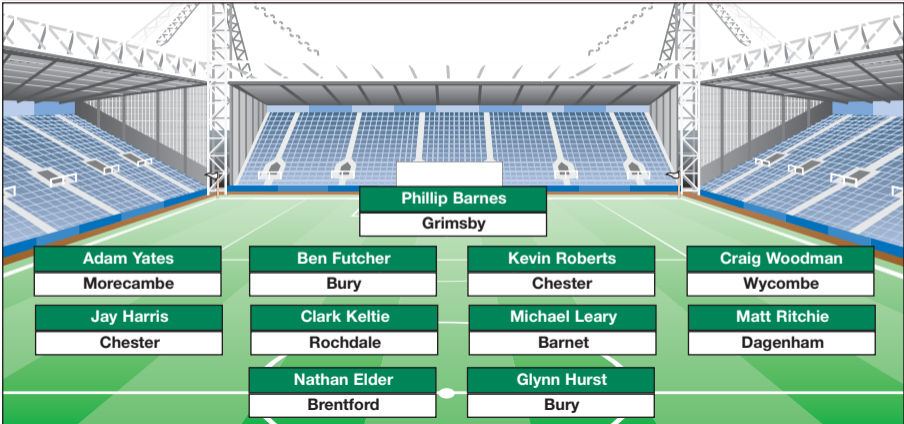 Phillip Barnes
Grimsby
Adam Yates
Morecambe
Ben Futcher
Bury
Kevin Roberts
Chester
Craig Woodman
Wycombe
Jay Harris
Chester
Clark Keltie
Rochdale
Michael Leary
Barnet
Matt Ritchie
Dagenham
Nathan Elder
Brentford
Glynn Hurst
Bury